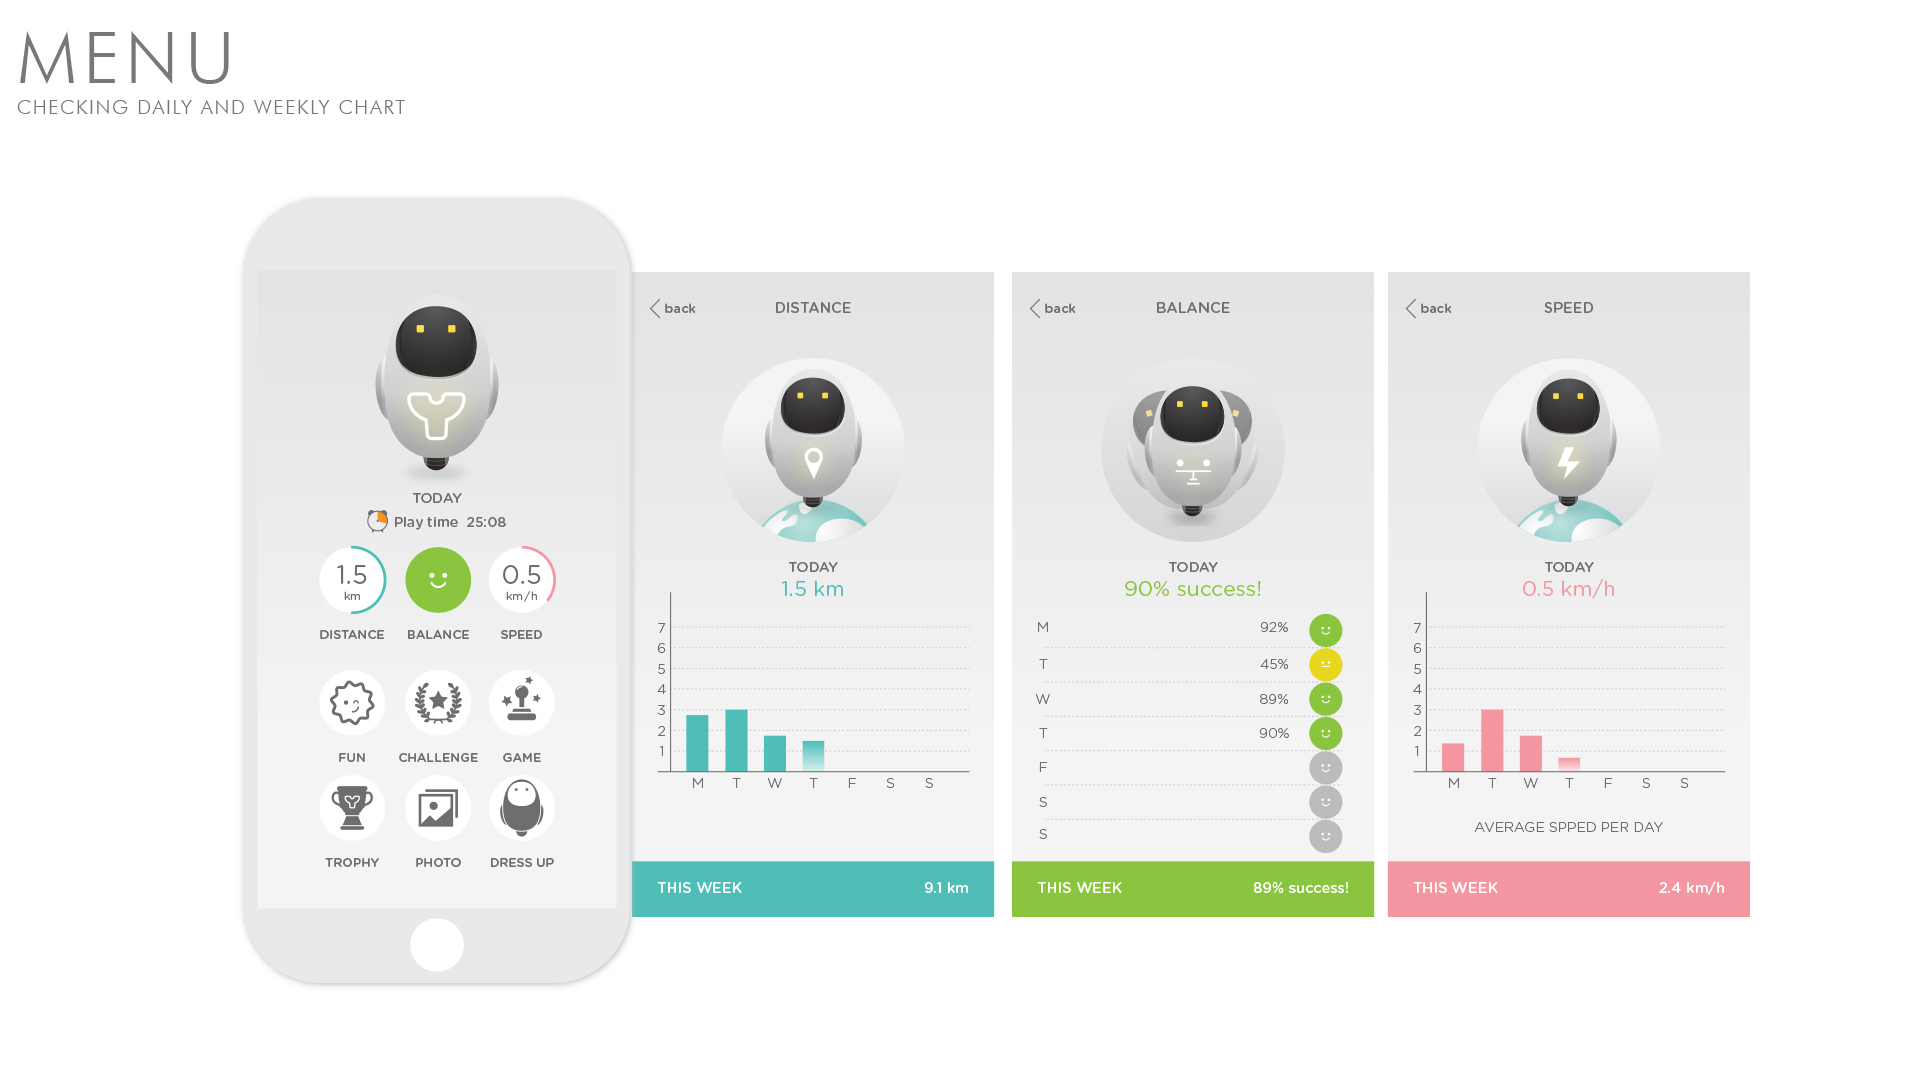 MENU
CHECKING DAILY AND WEEKLY CHART
TODAY
Play time 25:08
1.5
km
0.5
km/h
DISTANCE BALANCE SPEED
FUN CHALLENGE GAME
TROPHY PHOTO DRESS UP
back DISTANCE
TODAY
1.5 km
7
6
5
4
3
2
1
M T W T F S S
THIS WEEK 9.1 km
back BALANCE
TODAY
90% success!
M 92%
T 45%
W 89%
T 90%
F
S
S
THIS WEEK 89% success!
back SPEED
TODAY
0.5 km/h
7
6
5
4
3
2
1
M T W T F S S
AVERAGE SPPED PER DAY
THIS WEEK 2.4 km/h